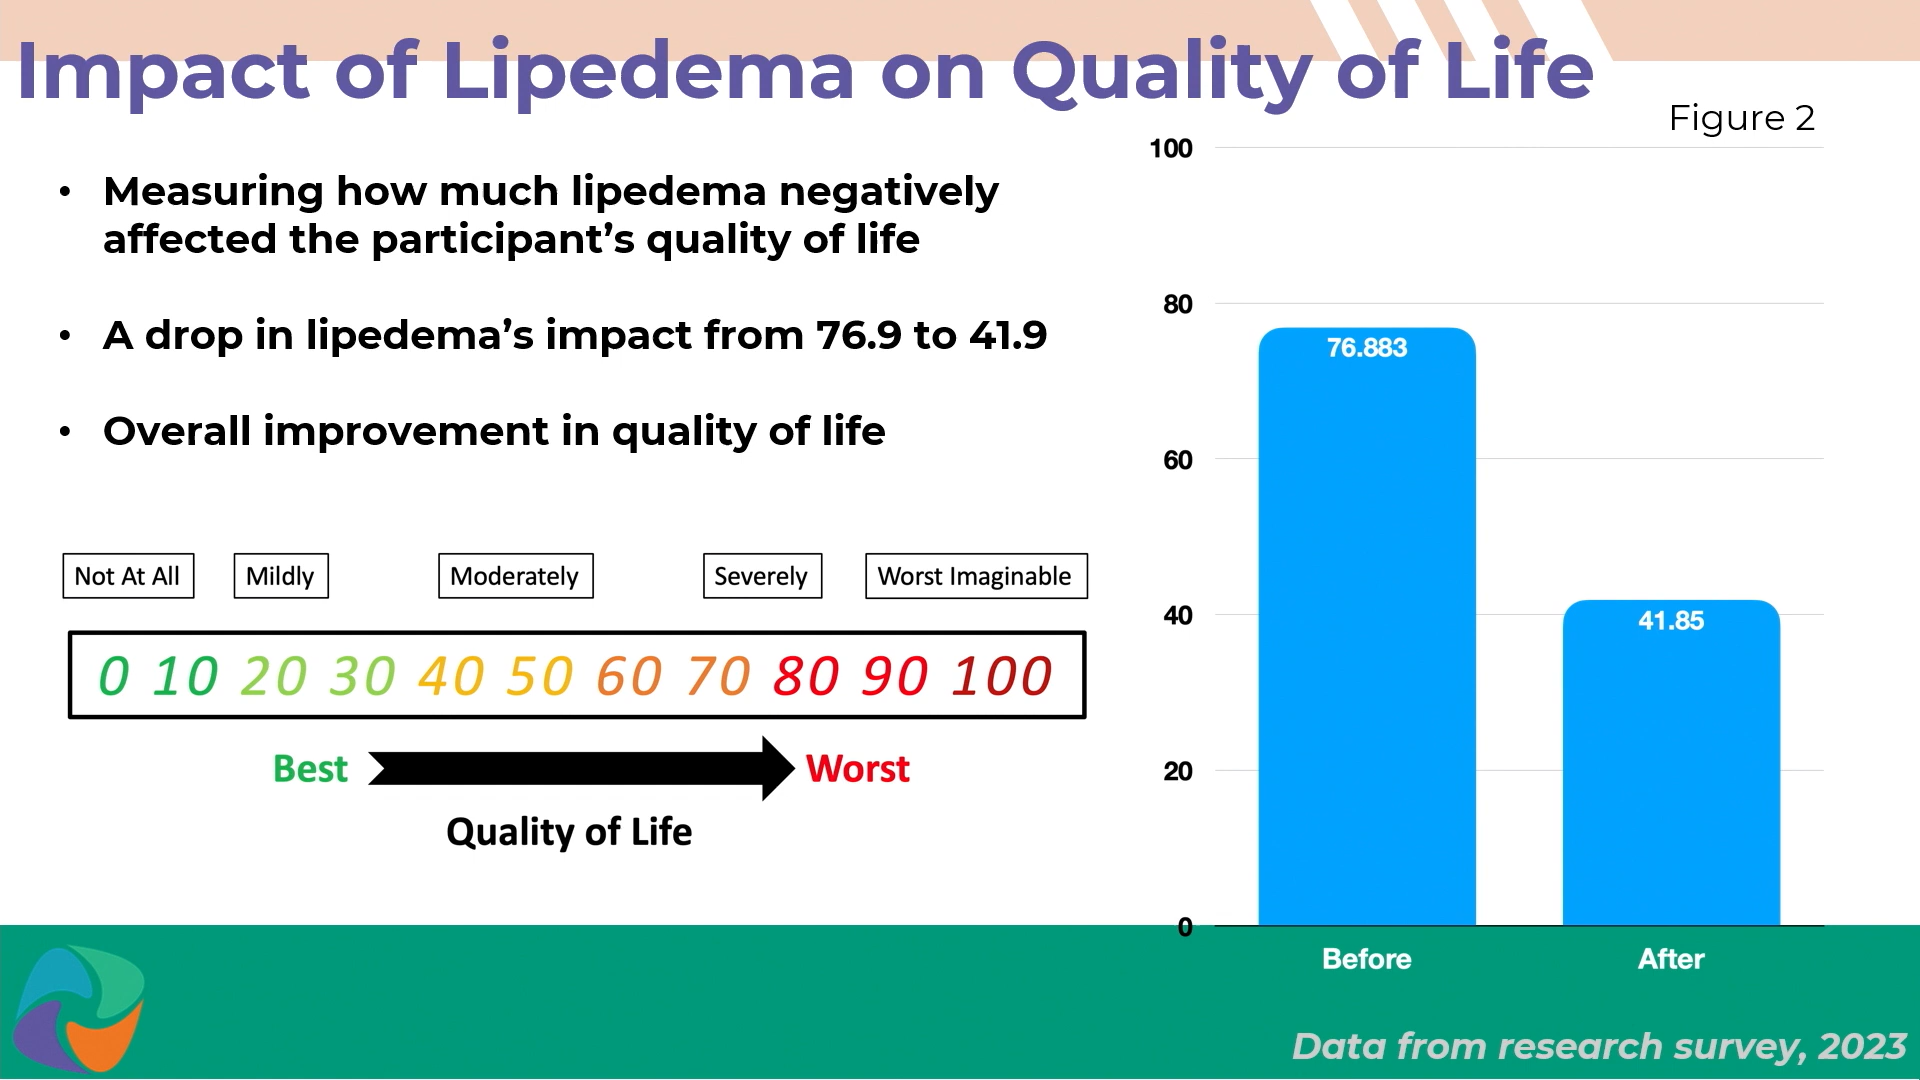 Impact of Lipedema on Quality of Life
• Measuring how much lipedema negatively
affected the participant’s quality of life
• A drop in lipedema’s impact from 76.9 to 41.9
• Overall improvement in quality of life
Not At All Mildly Moderately Severely Worst Imaginable
0 10 20 30 40 50 60 70 80 90 100
Best Worst
Quality of Life
Figure 2
100
80
76.883
60
40
41.85
20
0
Before After
Data from research survey, 2023